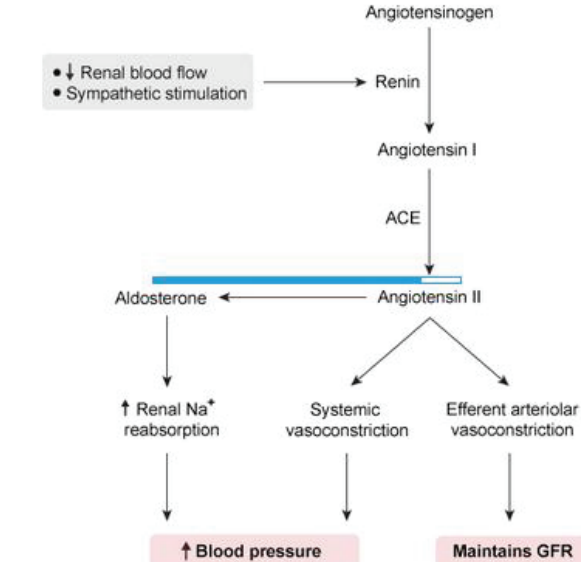 Angiotensinogen
● ↓ Renal blood flow
● Sympathetic stimulation
Renin
Angiotensin I
ACE
Aldosterone
Angiotensin II
↑ Renal Na⁺
reabsorption
Systemic
vasoconstriction
Efferent arteriolar
vasoconstriction
↑ Blood pressure
Maintains GFR